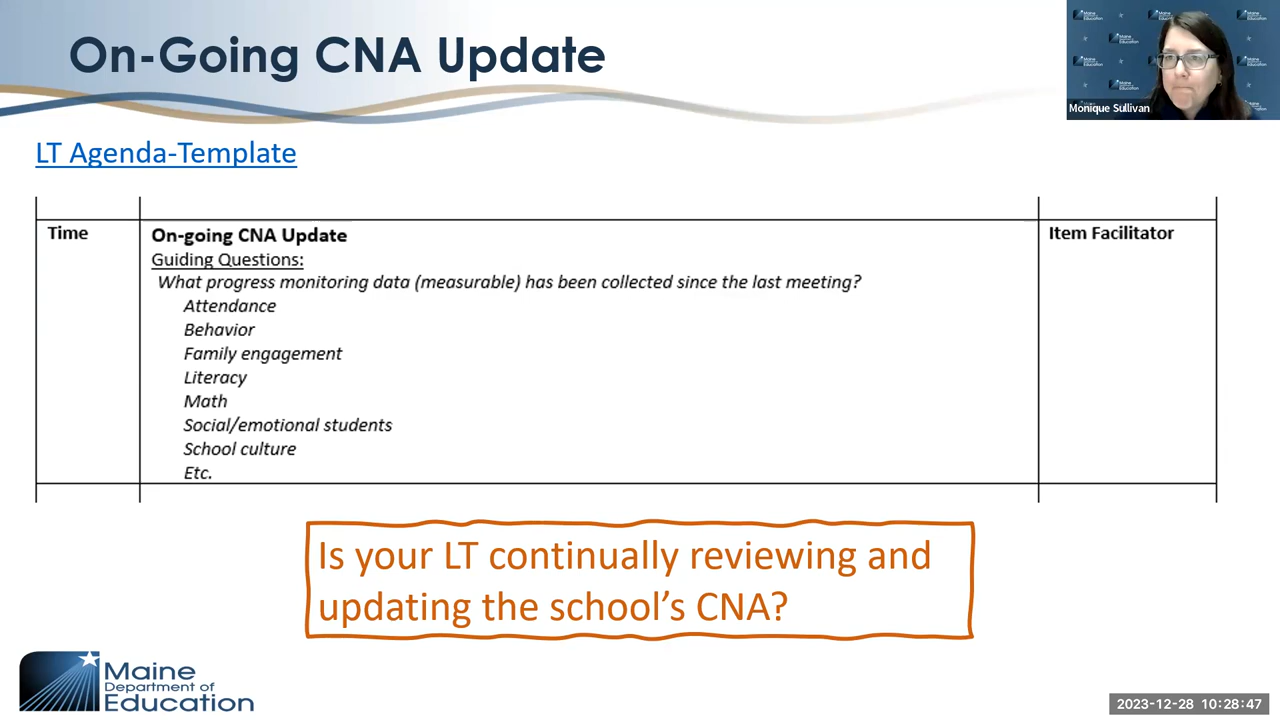 On-Going CNA Update
Monique Sullivan
LT Agenda-Template
Time
On-going CNA Update
Item Facilitator
Guiding Questions:
What progress monitoring data (measurable) has been collected since the last meeting?
Attendance
Behavior
Family engagement
Literacy
Math
Social/emotional students
School culture
Etc.
Is your LT continually reviewing and
updating the school’s CNA?
Maine
Department of
Education
2023-12-28 10:28:47